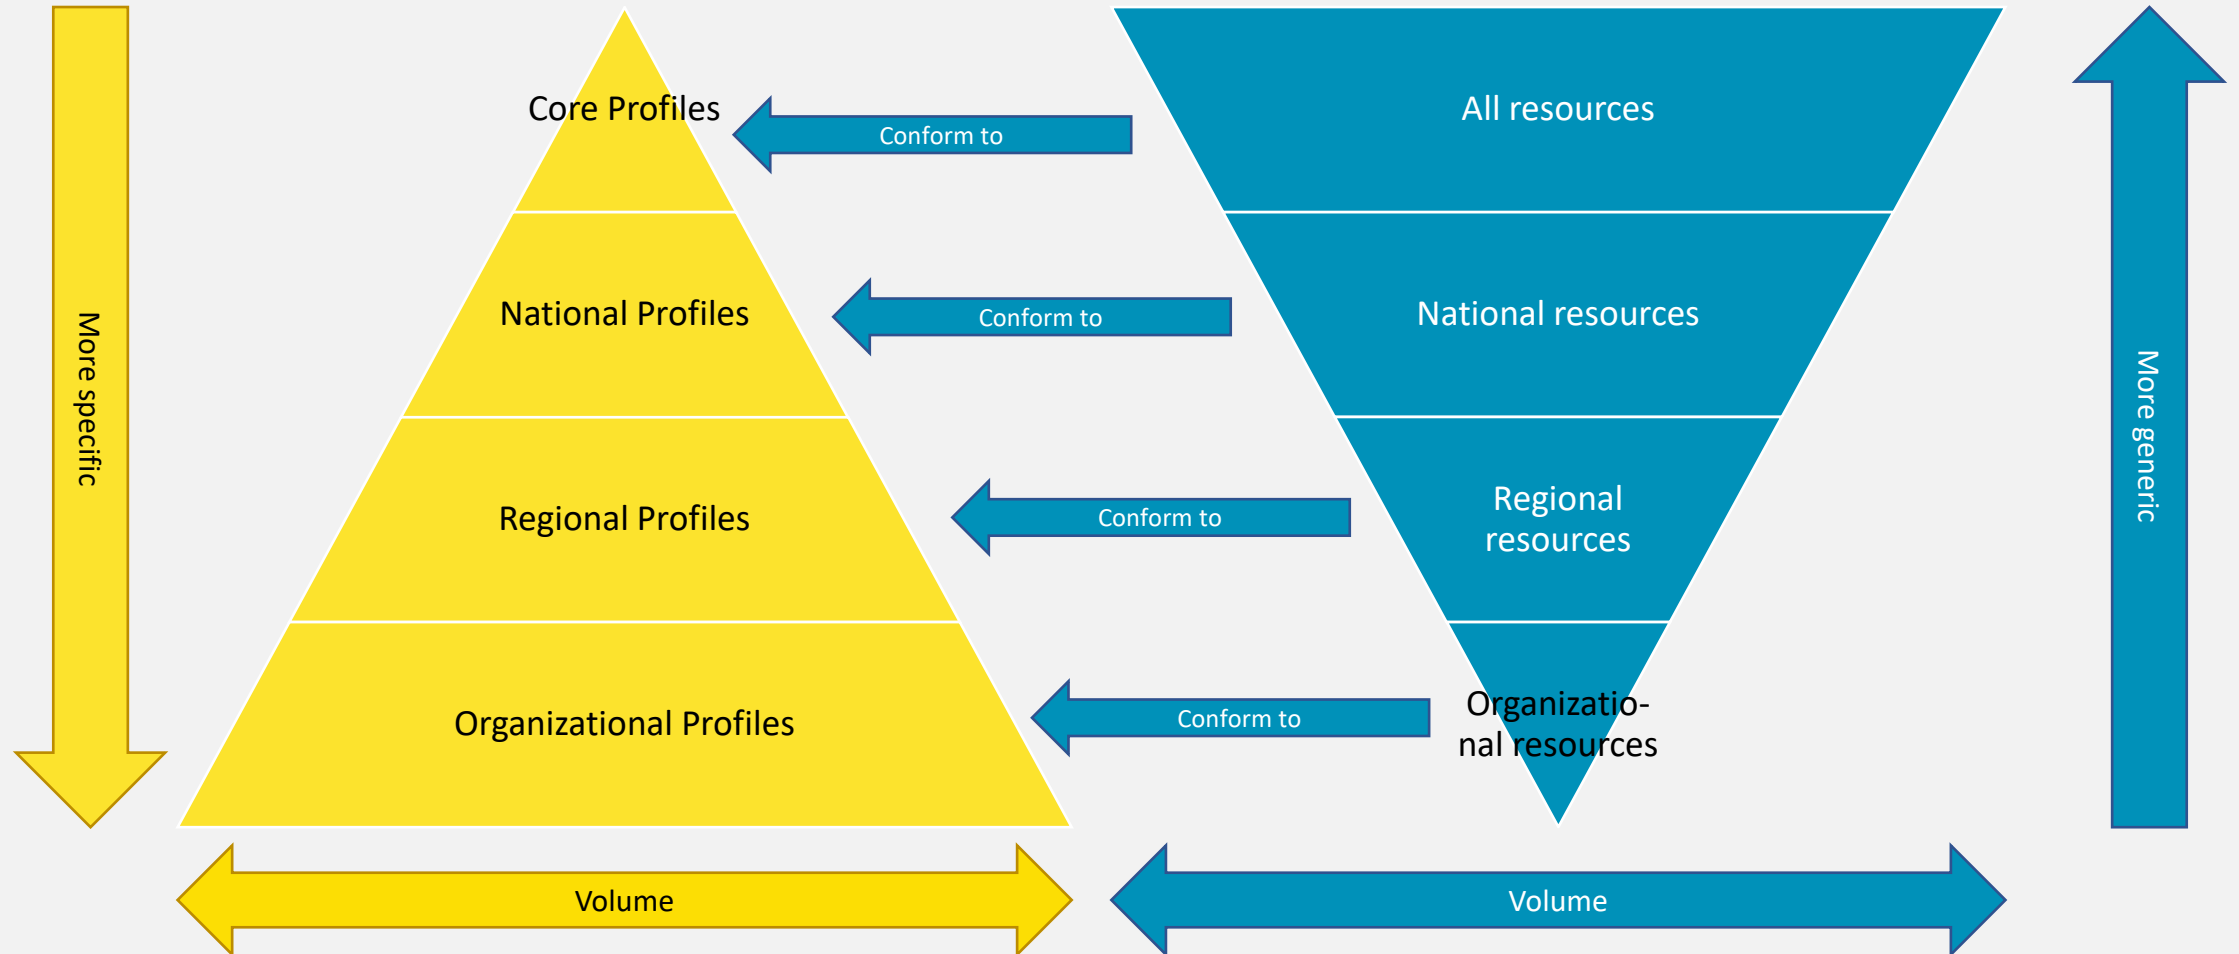 Core Profiles
Conform to
All resources
National Profiles
Conform to
National resources
More specific
More generic
Regional Profiles
Conform to
Regional
resources
Organizational Profiles
Conform to
Organizatio-
nal resources
Volume
Volume